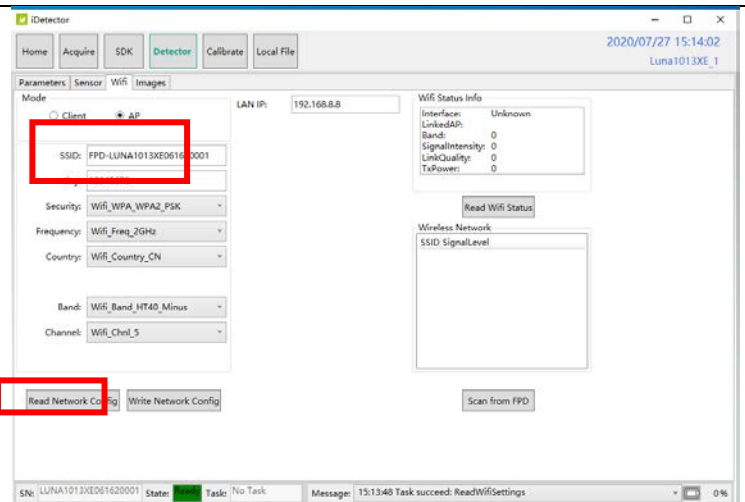 iDetector
Home Acquire SDK Detector Calibrate Local File
2020/07/27 15:14:02
Luna1013XE_1
Parameters Sensor Wifi Images
Mode
Client AP
LAN IP: 192.168.8.8
Wifi Status Info
Interface: Unknown
LinkedAP:
Band: 0
SignalIntensity: 0
LinkQuality: 0
TxPower: 0
SSID: FPD-LUNA1013XE061620001
Security: Wifi_WPA_WPA2_PSK
Read Wifi Status
Frequency: Wifi_Freq_2GHz
Wireless Network
SSID SignalLevel
Country: Wifi_Country_CN
Band: Wifi_Band_HT40_Minus
Channel: Wifi_Chnl_5
Read Network Config Write Network Config
Scan from FPD
SN: LUNA1013XE061620001 State: Ready Task: No Task Message: 15:13:48 Task succeed: ReadWifiSettings 0%